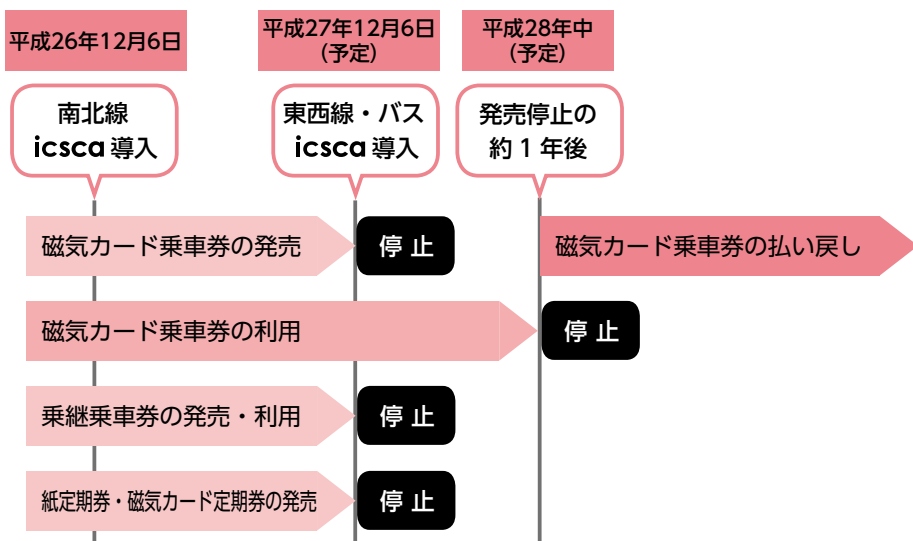 平成26年12月6日
平成27年12月6日
(予定)
平成28年中
(予定)
南北線
icsca 導入
東西線・バス
icsca 導入
発売停止の
約1年後
磁気カード乗車券の発売
停止
磁気カード乗車券の払い戻し
磁気カード乗車券の利用
停止
乗継乗車券の発売・利用
停止
紙定期券・磁気カード定期券の発売
停止